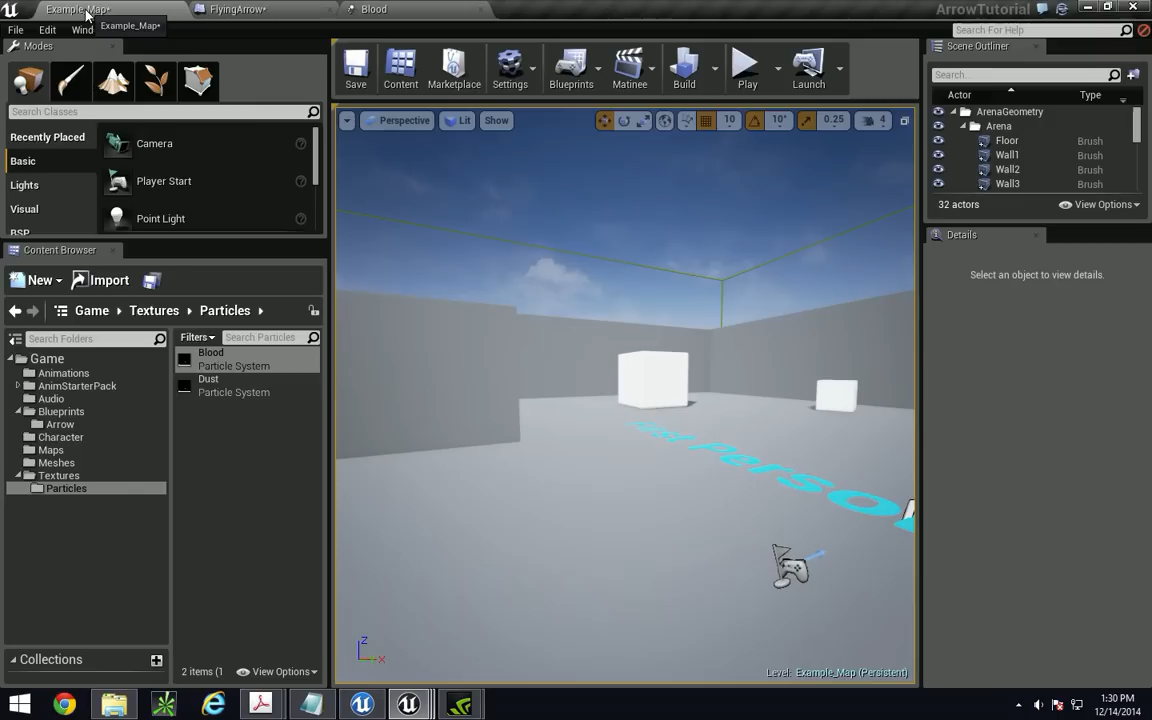 Example_Map*
FlyingArrow*
Blood
ArrowTutorial
File
Edit
Wind
Example_Map*
Search For Help
Modes
Search Classes
Recently Placed
Basic
Lights
Visual
BSP
Camera
Player Start
Point Light
Save
Content
Marketplace
Settings
Blueprints
Matinee
Build
Play
Launch
Perspective
Lit
Show
10
10°
0.25
4
Scene Outliner
Search...
Actor
Type
ArenaGeometry
Arena
Floor
Brush
Wall1
Brush
Wall2
Brush
Wall3
Brush
32 actors
View Options
Details
Select an object to view details.
Content Browser
New
Import
Game
Textures
Particles
Search Folders
Game
Animations
AnimStarterPack
Audio
Blueprints
Arrow
Character
Maps
Meshes
Textures
Particles
Collections
Filters
Search Particles
Blood
Particle System
Dust
Particle System
2 items (1
View Options
Z
X
Level: Example_Map (Persistent)
1:30 PM
12/14/2014